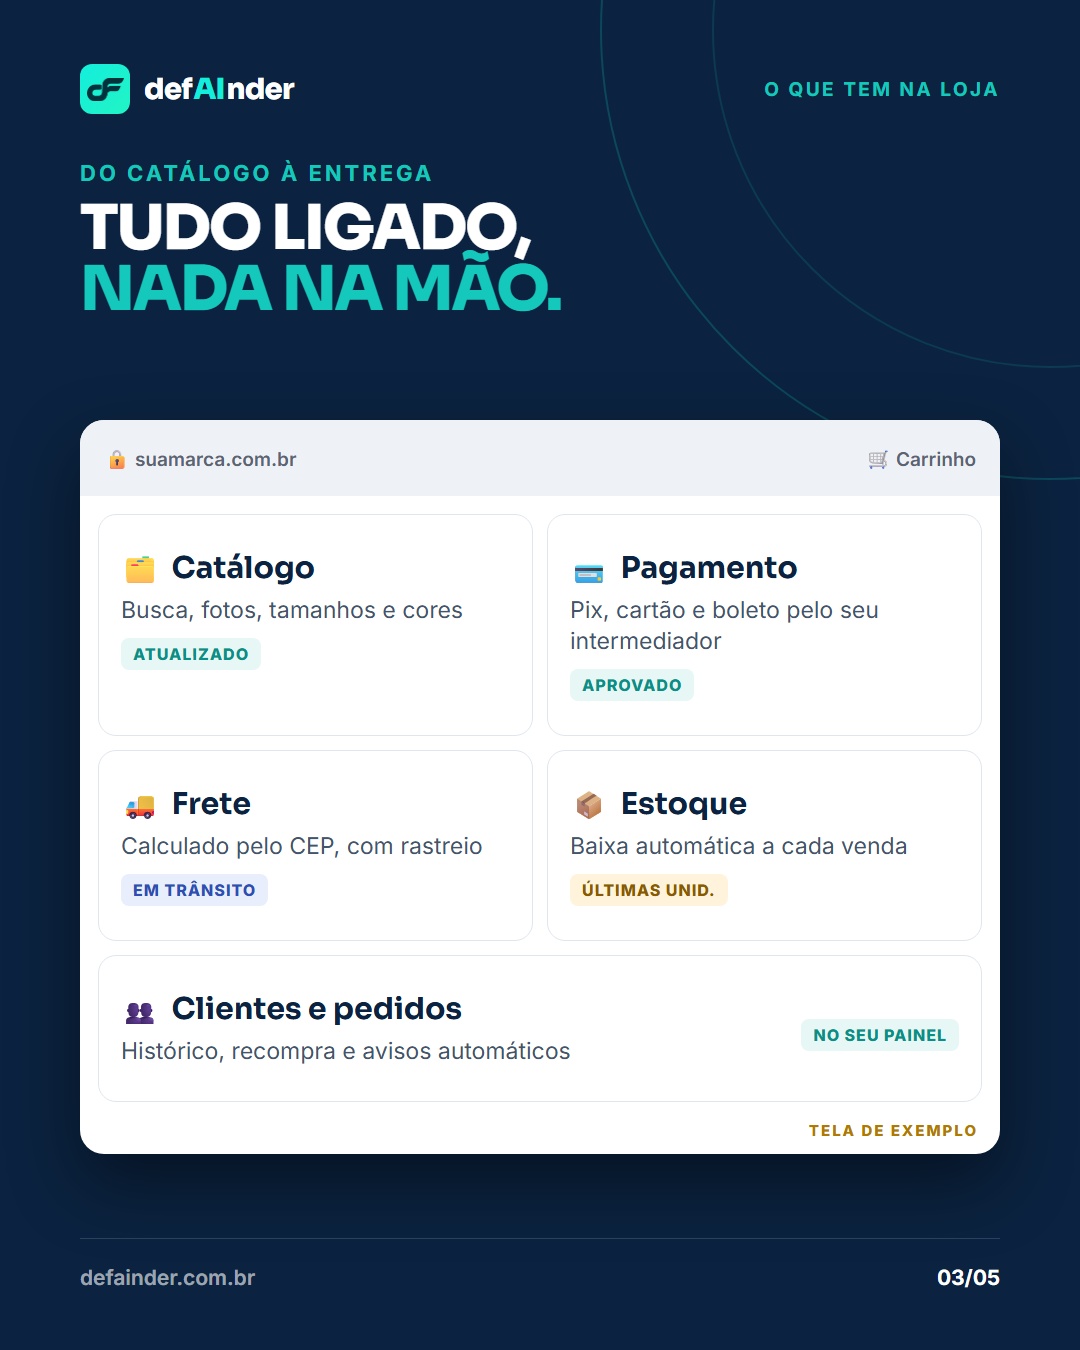 defAInder
O QUE TEM NA LOJA
DO CATÁLOGO À ENTREGA
TUDO LIGADO,
NADA NA MÃO.
suamarca.com.br
Carrinho
Catálogo
Busca, fotos, tamanhos e cores
ATUALIZADO
Pagamento
Pix, cartão e boleto pelo seu
intermediador
APROVADO
Frete
Calculado pelo CEP, com rastreio
EM TRÂNSITO
Estoque
Baixa automática a cada venda
ÚLTIMAS UNID.
Clientes e pedidos
Histórico, recompra e avisos automáticos
NO SEU PAINEL
TELA DE EXEMPLO
defainder.com.br
03/05